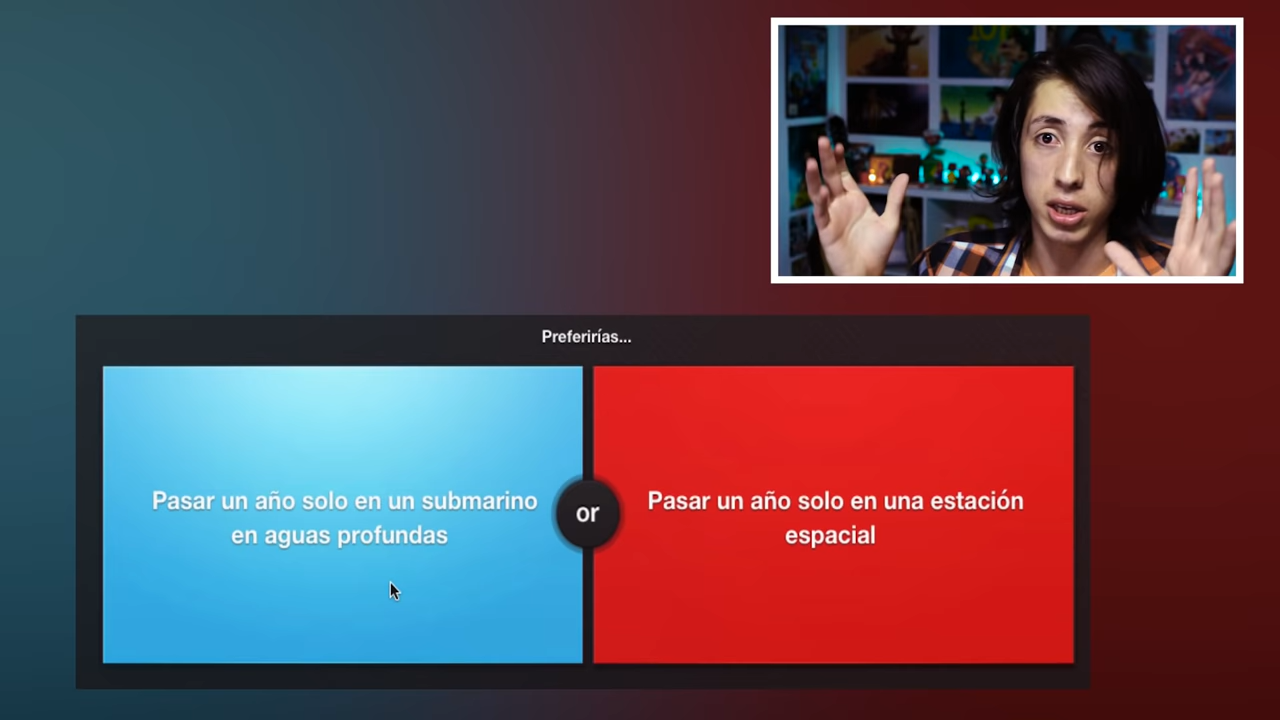 Preferirías...
Pasar un año solo en un submarino
en aguas profundas
or
Pasar un año solo en una estación
espacial